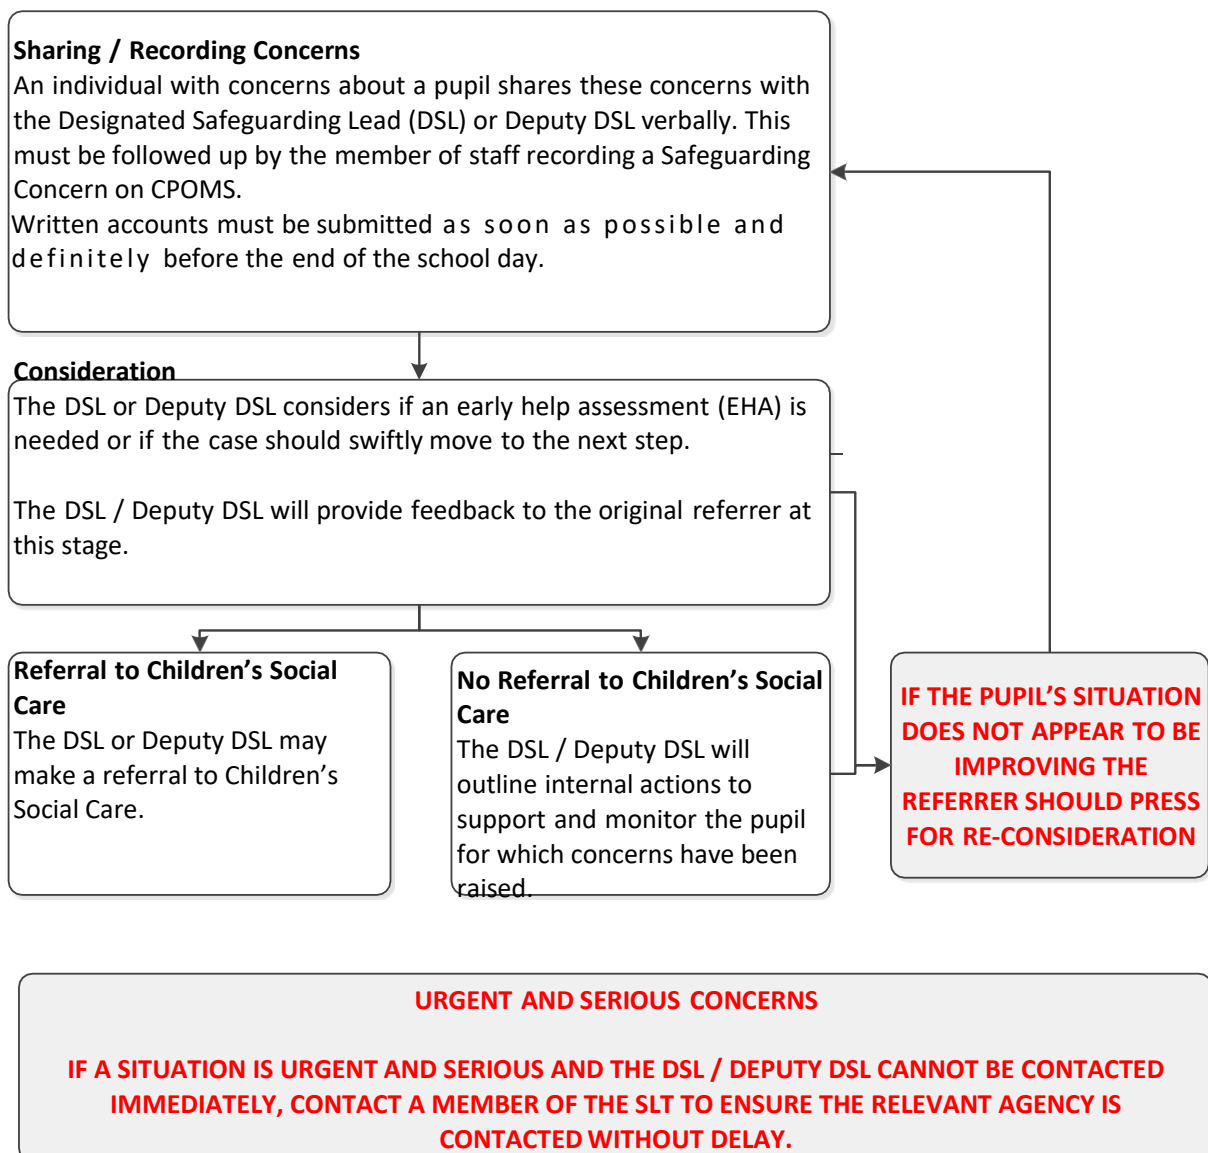 Sharing / Recording Concerns
An individual with concerns about a pupil shares these concerns with
the Designated Safeguarding Lead (DSL) or Deputy DSL verbally. This
must be followed up by the member of staff recording a Safeguarding
Concern on CPOMS.
Written accounts must be submitted as soon as possible and
definitely before the end of the school day.
Consideration
The DSL or Deputy DSL considers if an early help assessment (EHA) is
needed or if the case should swiftly move to the next step.
The DSL / Deputy DSL will provide feedback to the original referrer at
this stage.
Referral to Children’s Social
Care
The DSL or Deputy DSL may
make a referral to Children’s
Social Care.
No Referral to Children’s Social
Care
The DSL / Deputy DSL will
outline internal actions to
support and monitor the pupil
for which concerns have been
raised.
IF THE PUPIL’S SITUATION
DOES NOT APPEAR TO BE
IMPROVING THE
REFERRER SHOULD PRESS
FOR RE-CONSIDERATION
URGENT AND SERIOUS CONCERNS
IF A SITUATION IS URGENT AND SERIOUS AND THE DSL / DEPUTY DSL CANNOT BE CONTACTED
IMMEDIATELY, CONTACT A MEMBER OF THE SLT TO ENSURE THE RELEVANT AGENCY IS
CONTACTED WITHOUT DELAY.